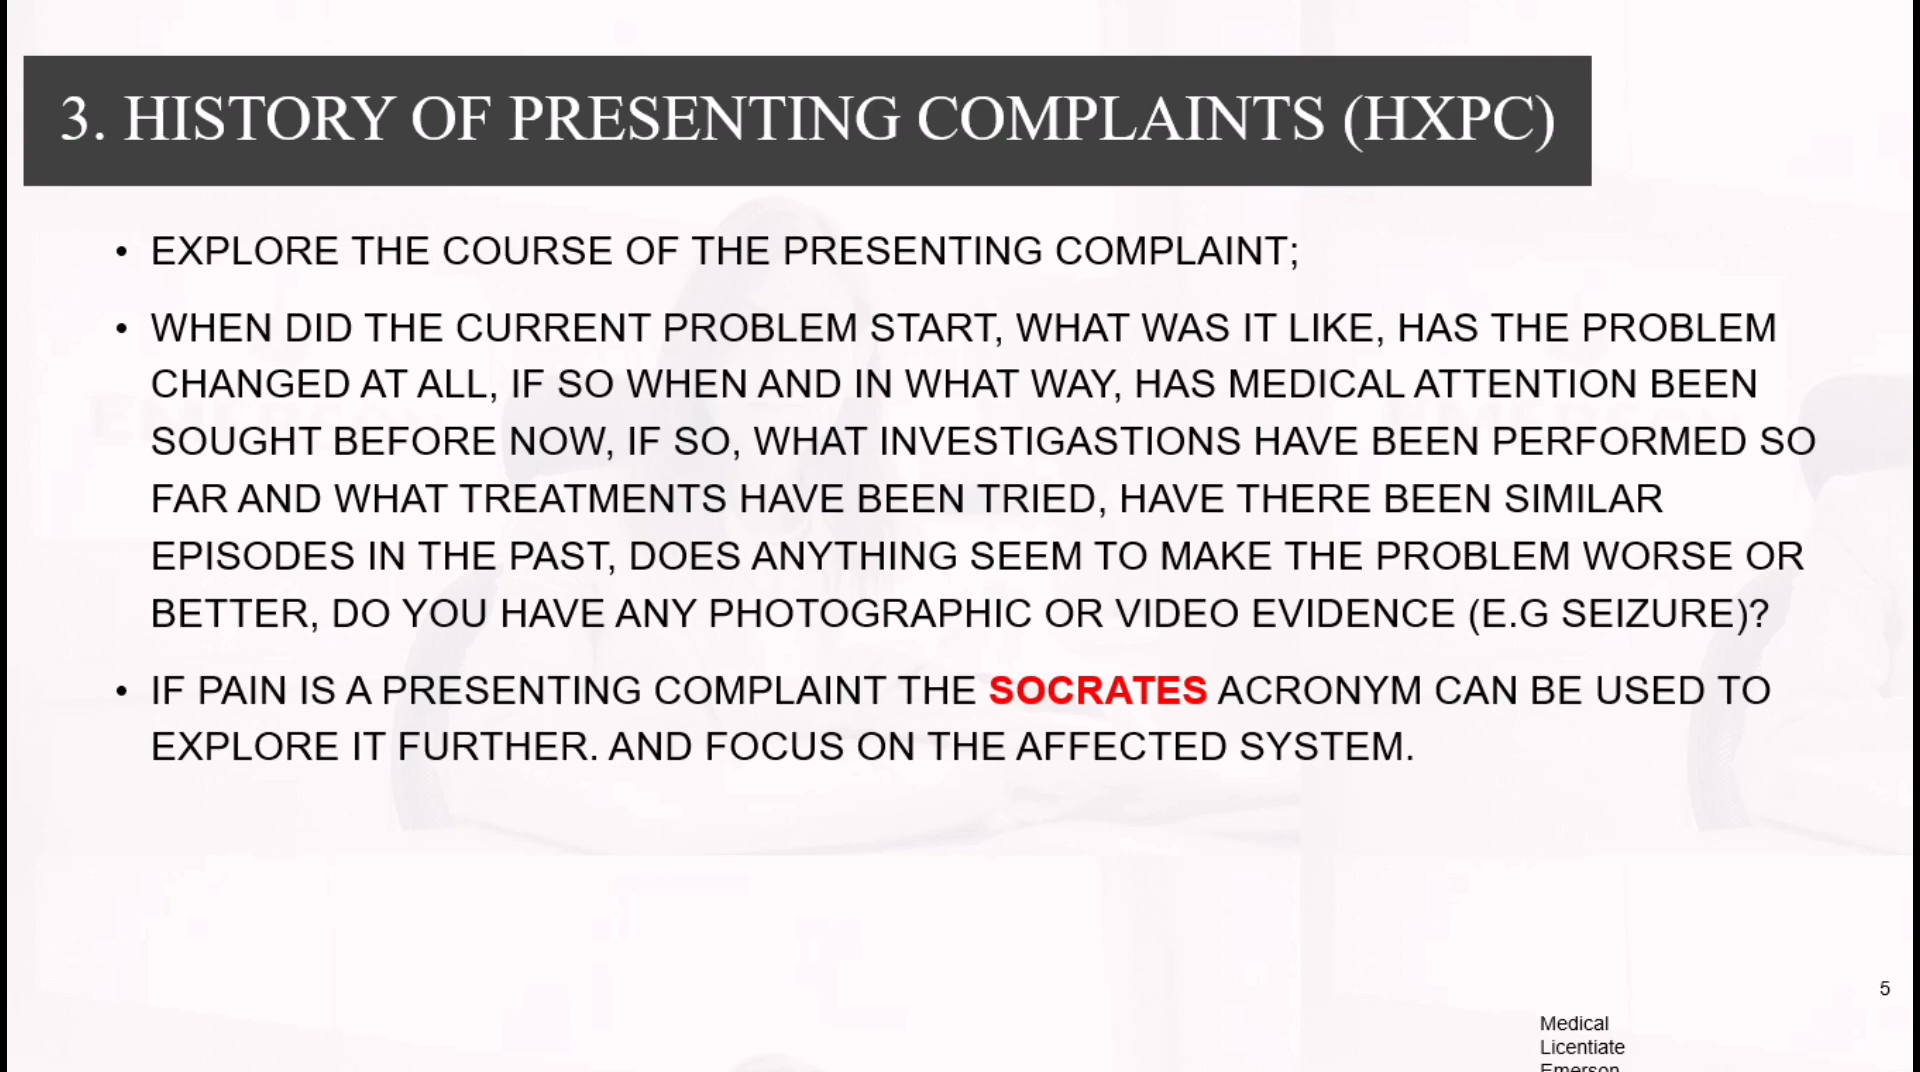 3. HISTORY OF PRESENTING COMPLAINTS (HXPC)
• EXPLORE THE COURSE OF THE PRESENTING COMPLAINT;
• WHEN DID THE CURRENT PROBLEM START, WHAT WAS IT LIKE, HAS THE PROBLEM
CHANGED AT ALL, IF SO WHEN AND IN WHAT WAY, HAS MEDICAL ATTENTION BEEN
SOUGHT BEFORE NOW, IF SO, WHAT INVESTIGASTIONS HAVE BEEN PERFORMED SO
FAR AND WHAT TREATMENTS HAVE BEEN TRIED, HAVE THERE BEEN SIMILAR
EPISODES IN THE PAST, DOES ANYTHING SEEM TO MAKE THE PROBLEM WORSE OR
BETTER, DO YOU HAVE ANY PHOTOGRAPHIC OR VIDEO EVIDENCE (E.G SEIZURE)?
• IF PAIN IS A PRESENTING COMPLAINT THE SOCRATES ACRONYM CAN BE USED TO
EXPLORE IT FURTHER. AND FOCUS ON THE AFFECTED SYSTEM.
5
Medical
Licentiate
Emerson